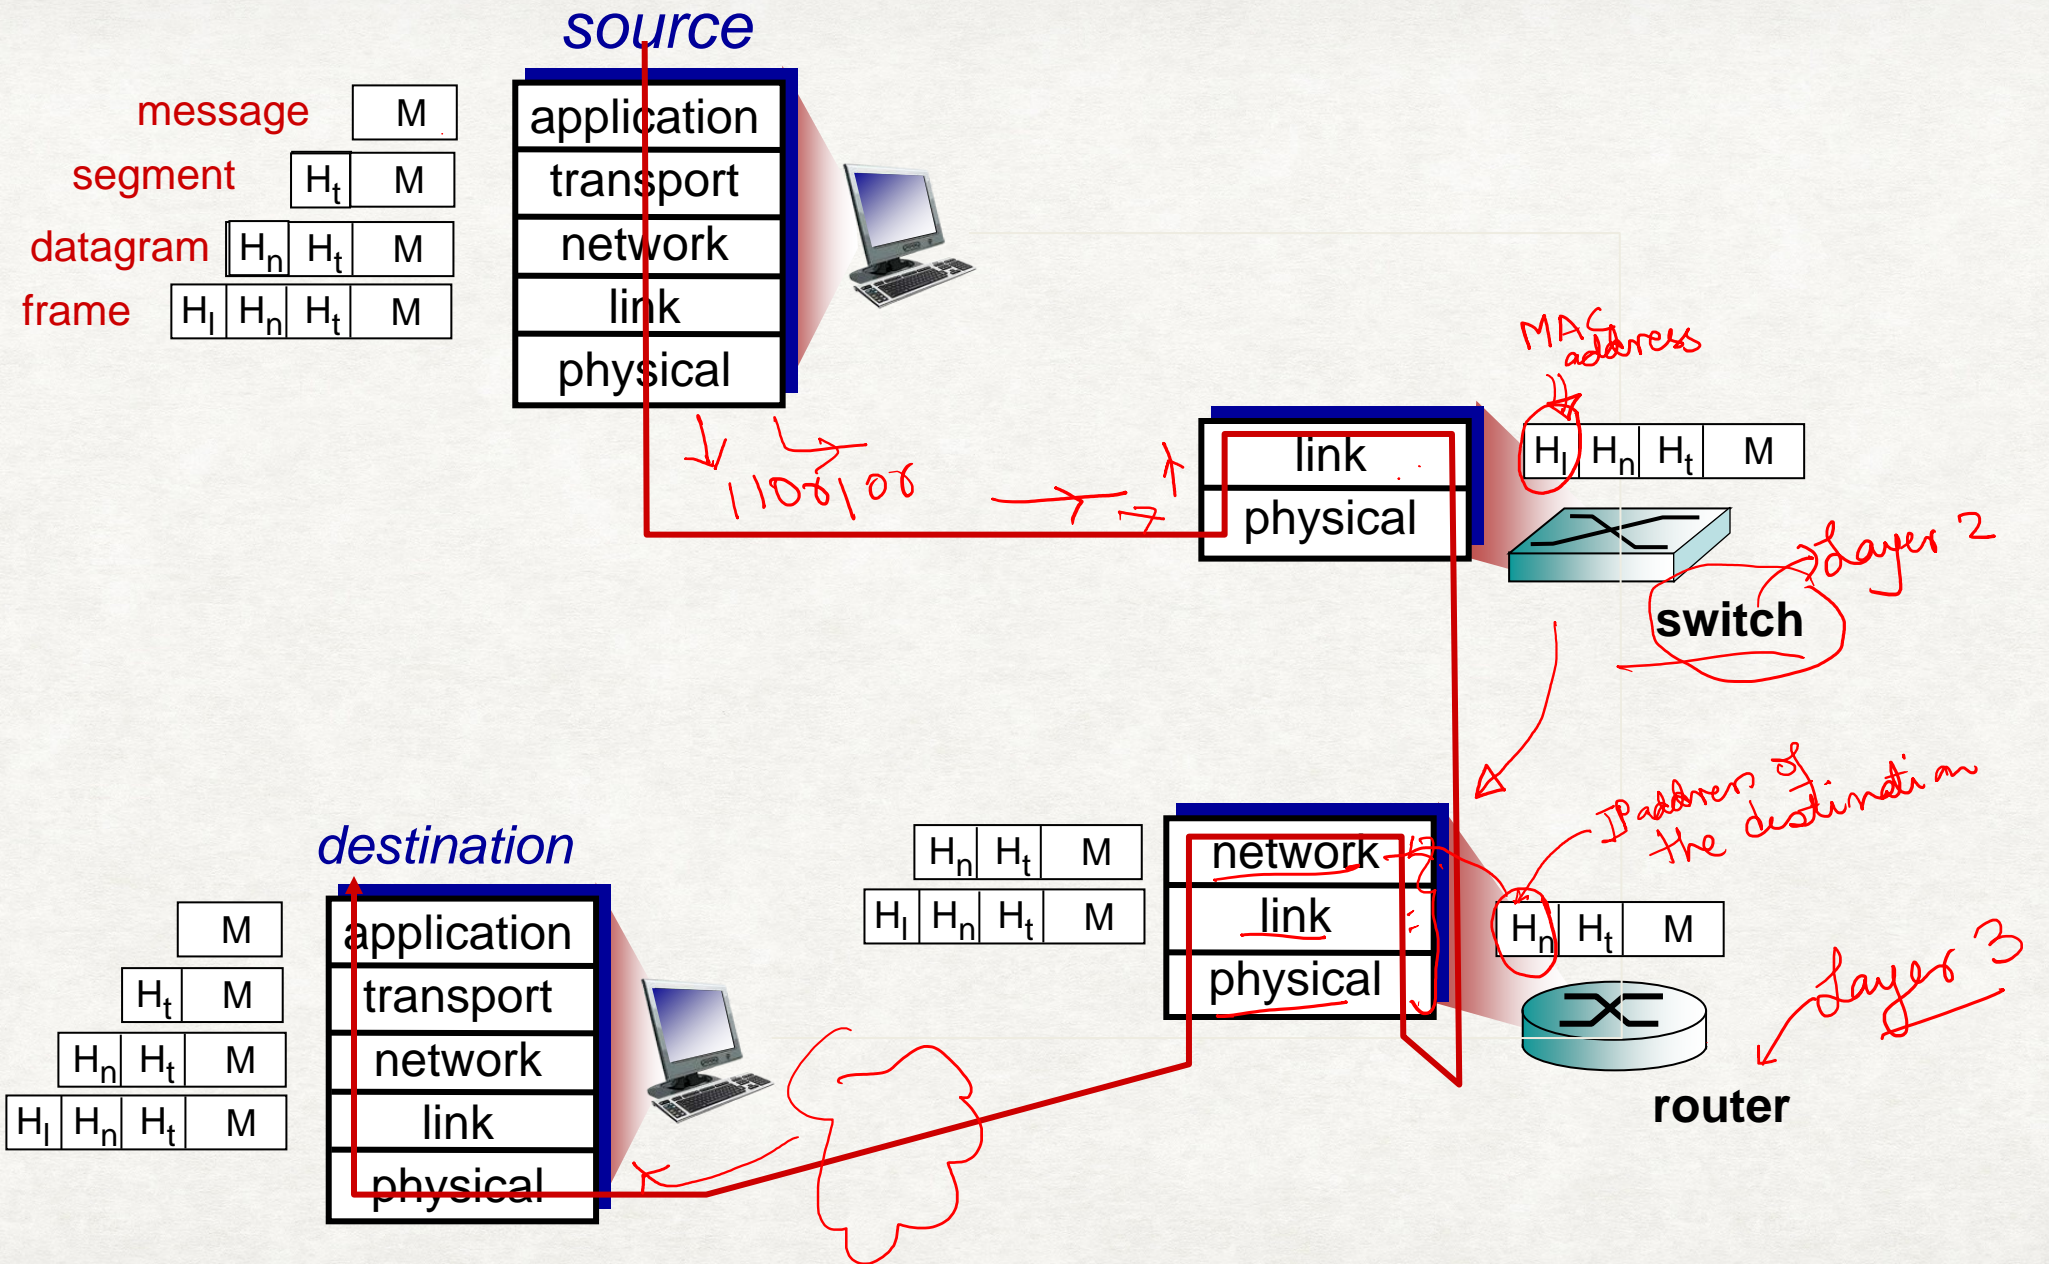 source
message M application
segment Ht M transport
datagram Hn Ht M network
frame Hl Hn Ht M link
physical
MAC
address
11010100
link Hl Hn Ht M
physical
Layer 2
switch
IP address of
the destination
destination
Hn Ht M network
Hl Hn Ht M link
physical
Hn Ht M
Layer 3
router
M application
Ht M transport
Hn Ht M network
Hl Hn Ht M link
physical